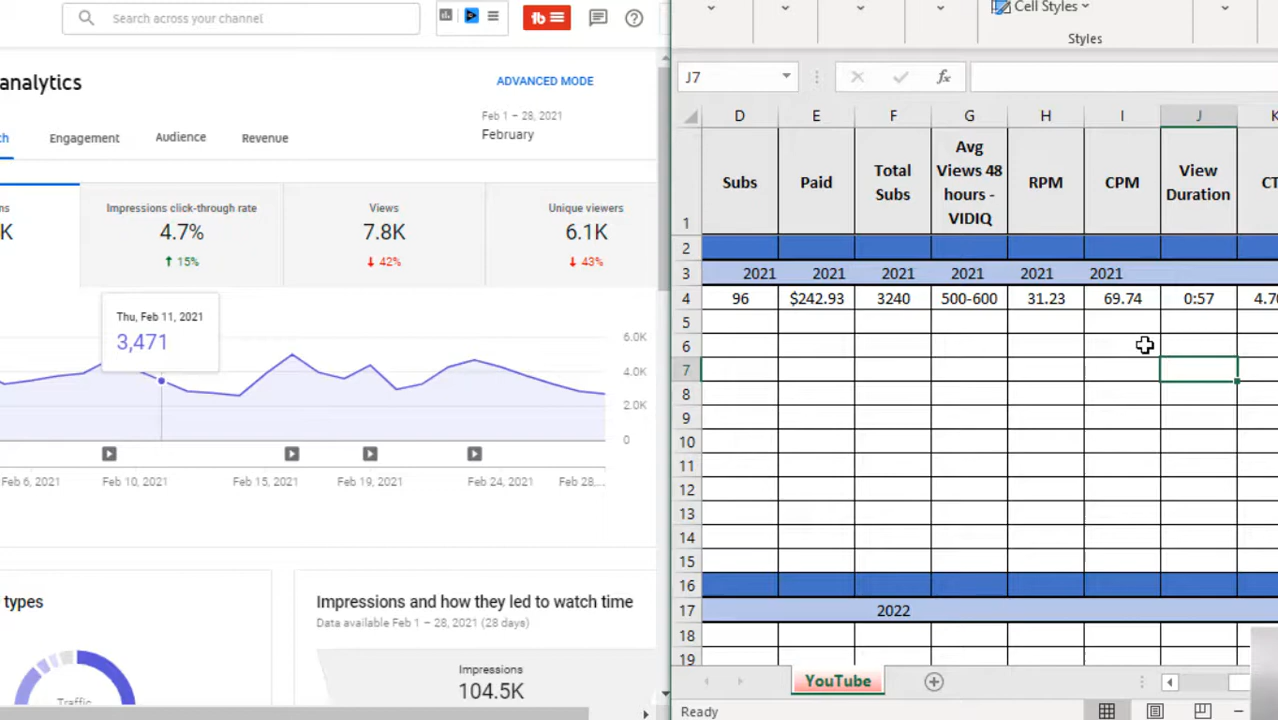 Search across your channel
analytics
ADVANCED MODE
Feb 1 – 28, 2021
February
Engagement
Audience
Revenue
Impressions click-through rate
4.7%
15%
Views
7.8K
42%
Unique viewers
6.1K
43%
K
Thu, Feb 11, 2021
3,471
6.0K
4.0K
2.0K
0
Feb 6, 2021
Feb 10, 2021
Feb 15, 2021
Feb 19, 2021
Feb 24, 2021
Feb 28,...
types
Traffic
Impressions and how they led to watch time
Data available Feb 1 – 28, 2021 (28 days)
Impressions
104.5K
Cell Styles
Styles
J7
fx
D E F G H I J K
1 Subs Paid Total Subs Avg Views 48 hours - VIDIQ RPM CPM View Duration CT
2
3 2021 2021 2021 2021 2021 2021
4 96 $242.93 3240 500-600 31.23 69.74 0:57 4.70
5
6
7
8
9
10
11
12
13
14
15
16
17 2022
18
19
YouTube
Ready